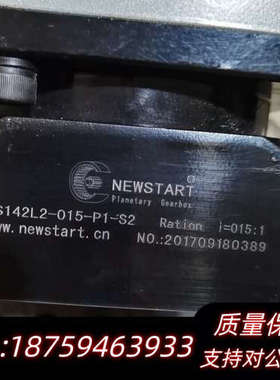 NEWSTART®
Planetary Gearbox
S142L2-015-P1-S2 Ration i=015:1
www.newstart.cn NO.:201709180389
质量保
:18759463933 支持对公